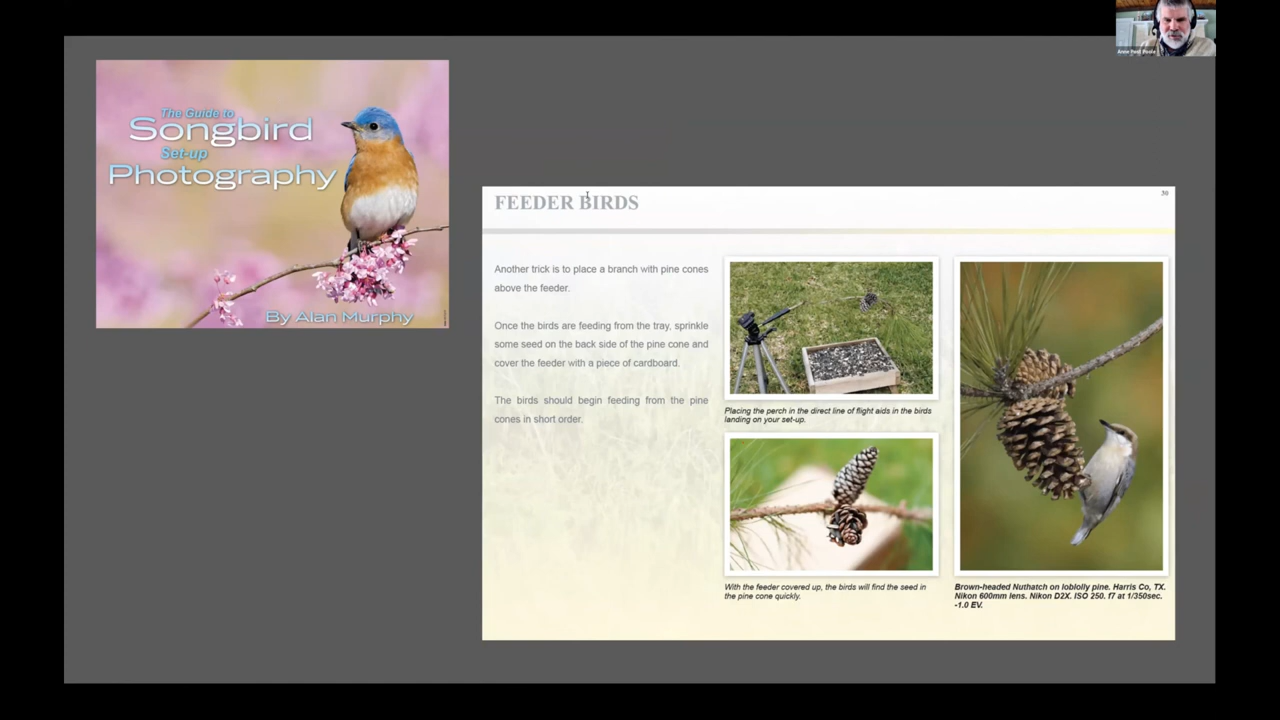 The Guide to
Songbird
Set-up
Photography
By Alan Murphy
FEEDER BIRDS
30
Another trick is to place a branch with pine cones
above the feeder.
Once the birds are feeding from the tray, sprinkle
some seed on the back side of the pine cone and
cover the feeder with a piece of cardboard.
The birds should begin feeding from the pine
cones in short order.
Placing the perch in the direct line of flight aids in the birds
landing on your set-up.
With the feeder covered up, the birds will find the seed in
the pine cone quickly.
Brown-headed Nuthatch on loblolly pine. Harris Co, TX.
Nikon 600mm lens. Nikon D2X. ISO 250. f7 at 1/350sec.
-1.0 EV.